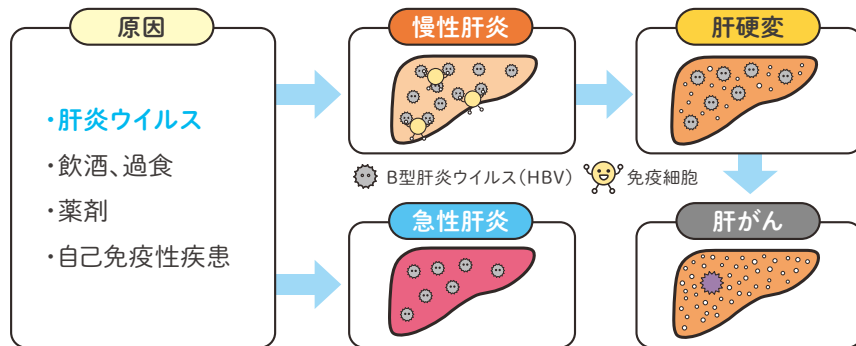 原因
・肝炎ウイルス
・飲酒、過食
・薬剤
・自己免疫性疾患
慢性肝炎
肝硬変
B型肝炎ウイルス(HBV)
免疫細胞
急性肝炎
肝がん